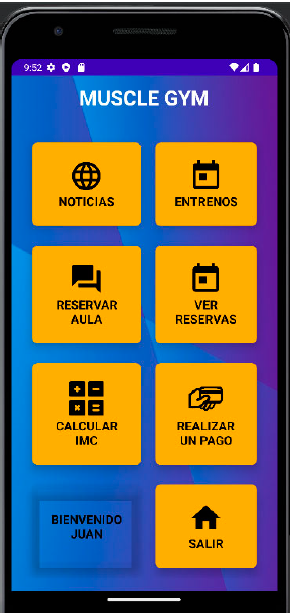 9:52
MUSCLE GYM
NOTICIAS
ENTRENOS
RESERVAR
AULA
VER
RESERVAS
CALCULAR
IMC
REALIZAR
UN PAGO
BIENVENIDO
JUAN
SALIR